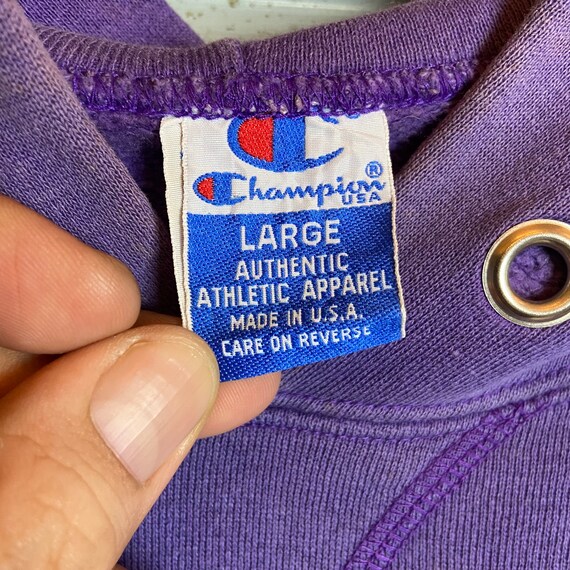 Champion®
USA
LARGE
AUTHENTIC
ATHLETIC APPAREL
MADE IN U.S.A.
CARE ON REVERSE